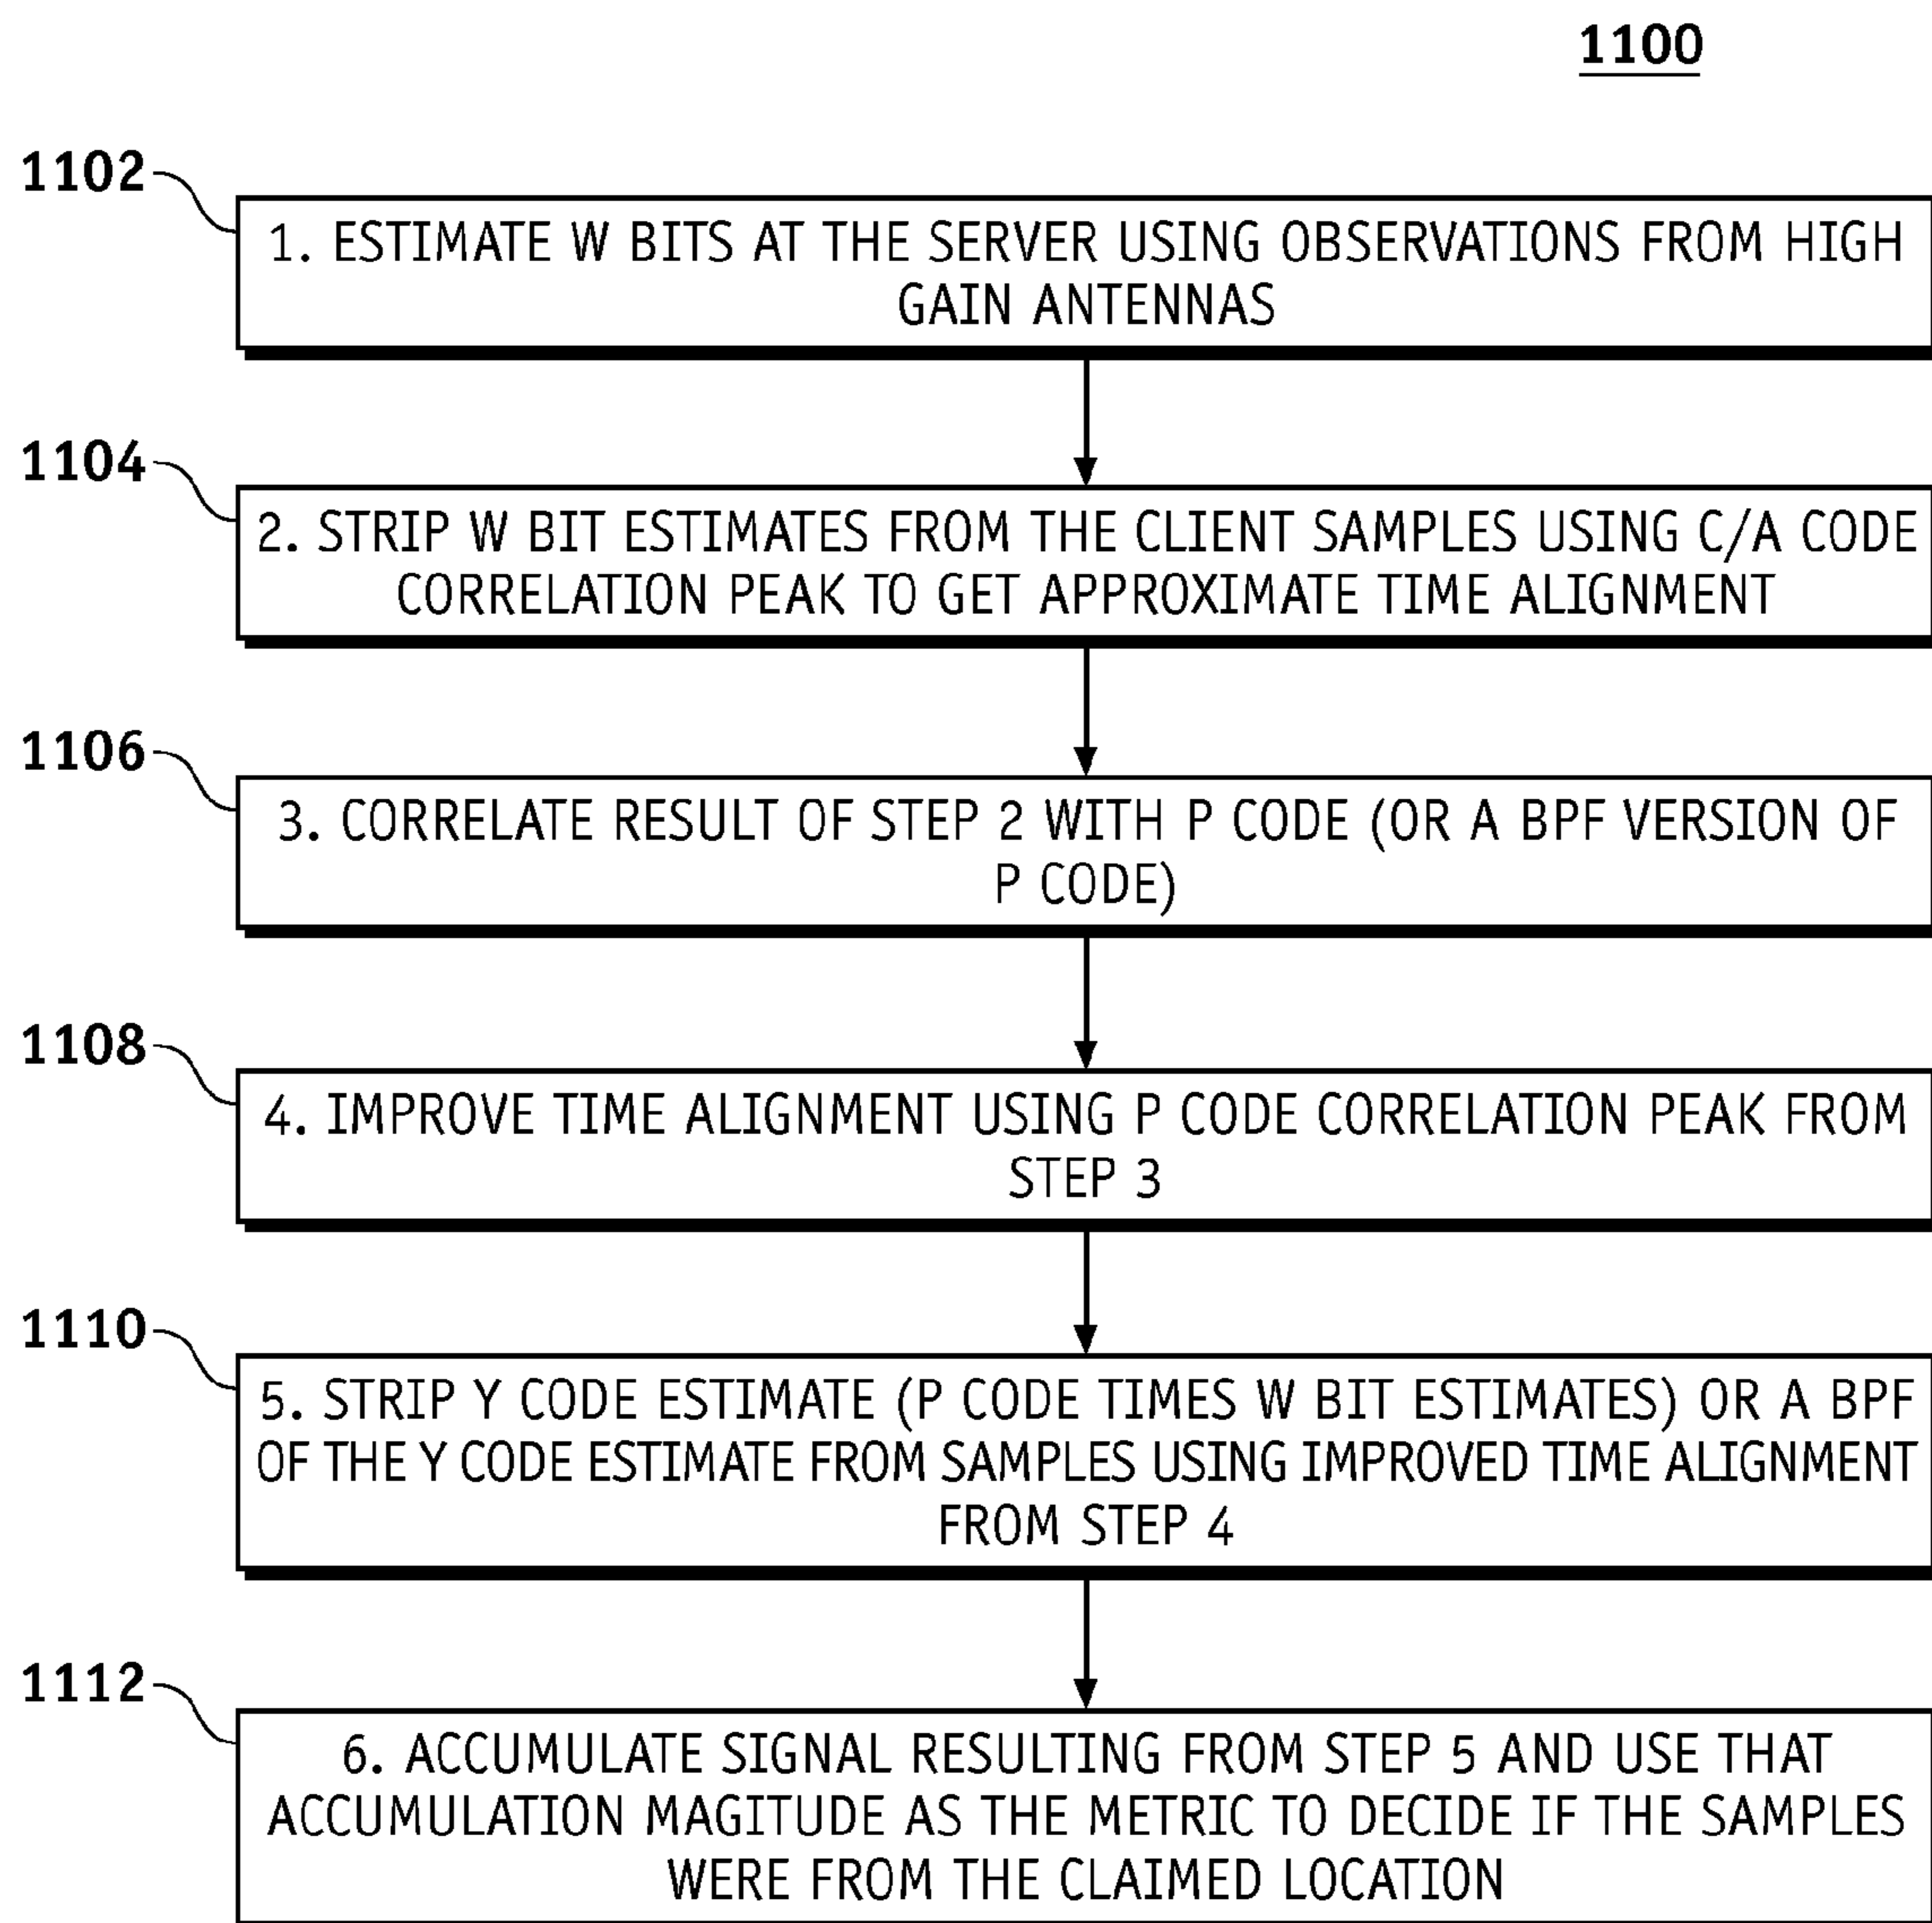 1100
1102
1. ESTIMATE W BITS AT THE SERVER USING OBSERVATIONS FROM HIGH
GAIN ANTENNAS
1104
2. STRIP W BIT ESTIMATES FROM THE CLIENT SAMPLES USING C/A CODE
CORRELATION PEAK TO GET APPROXIMATE TIME ALIGNMENT
1106
3. CORRELATE RESULT OF STEP 2 WITH P CODE (OR A BPF VERSION OF
P CODE)
1108
4. IMPROVE TIME ALIGNMENT USING P CODE CORRELATION PEAK FROM
STEP 3
1110
5. STRIP Y CODE ESTIMATE (P CODE TIMES W BIT ESTIMATES) OR A BPF
OF THE Y CODE ESTIMATE FROM SAMPLES USING IMPROVED TIME ALIGNMENT
FROM STEP 4
1112
6. ACCUMULATE SIGNAL RESULTING FROM STEP 5 AND USE THAT
ACCUMULATION MAGITUDE AS THE METRIC TO DECIDE IF THE SAMPLES
WERE FROM THE CLAIMED LOCATION